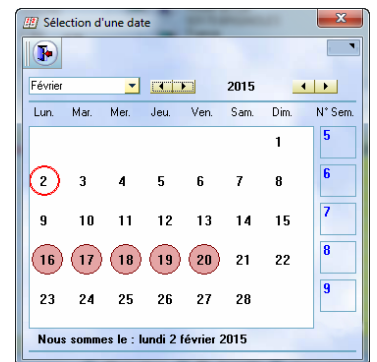 Sélection d'une date
Février 2015
Lun. Mar. Mer. Jeu. Ven. Sam. Dim. N° Sem.
1 5
2 3 4 5 6 7 8 6
9 10 11 12 13 14 15 7
16 17 18 19 20 21 22 8
23 24 25 26 27 28 9
Nous sommes le : lundi 2 février 2015